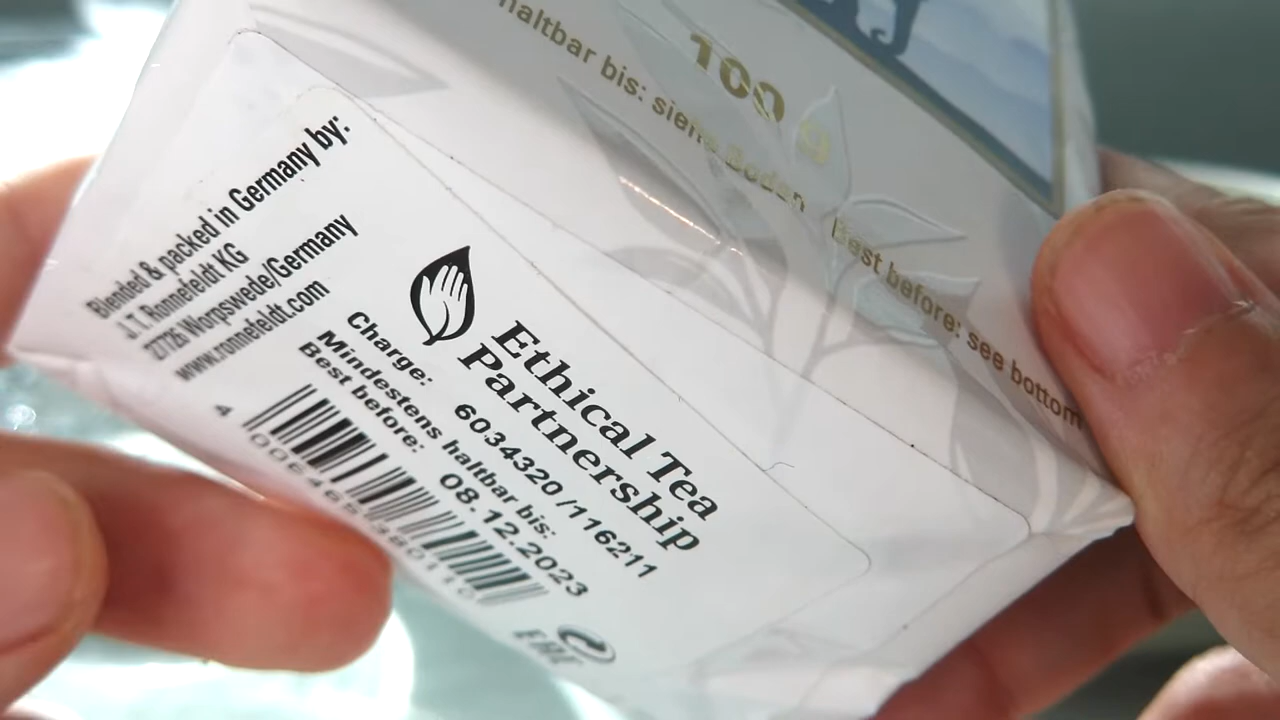 100 g
haltbar bis: siehe Boden
Best before: see bottom
Blended & packed in Germany by:
J. T. Ronnefeldt KG
27726 Worpswede/Germany
www.ronnefeldt.com
Ethical Tea
Partnership
Charge: 6034320 /116211
Mindestens haltbar bis:
Best before: 08.12.2023
EAC